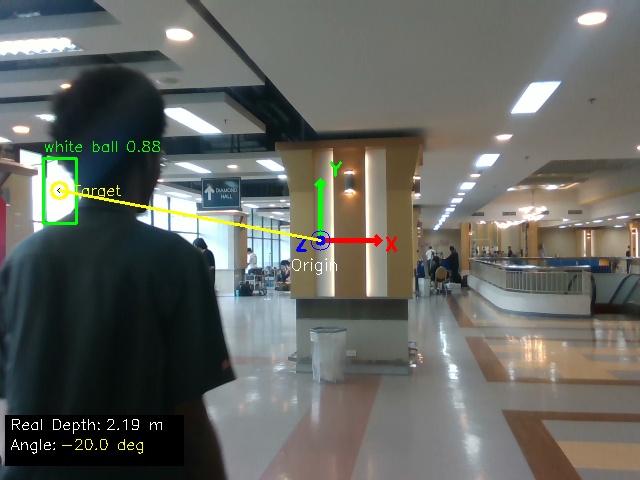 white ball 0.88
Target
DIAMOND
HALL
Y
Z
X
Origin
Real Depth: 2.19 m
Angle: -20.0 deg